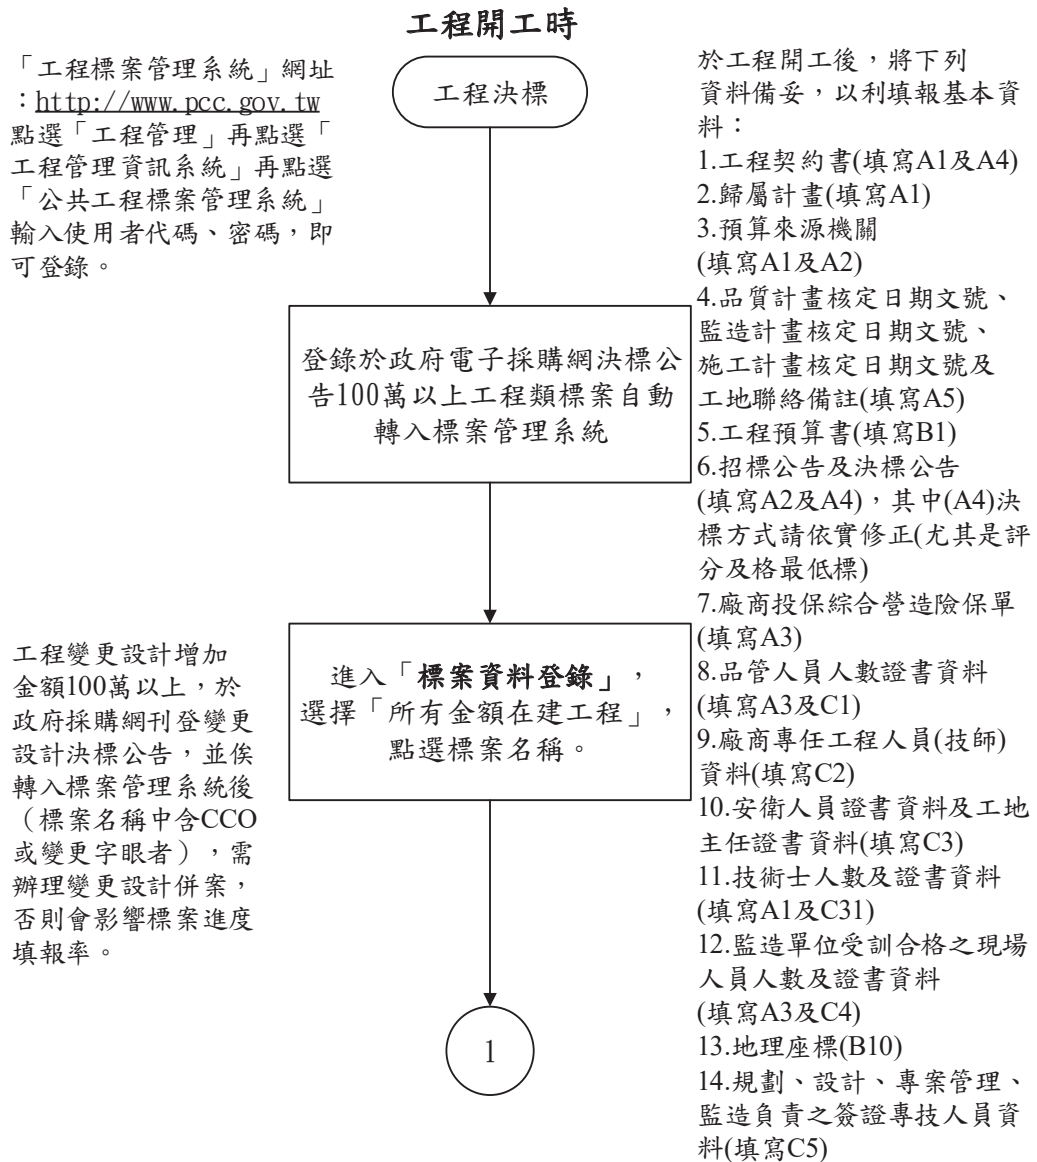 工程開工時
「工程標案管理系統」網址
：http://www.pcc.gov.tw
點選「工程管理」再點選「
工程管理資訊系統」再點選
「公共工程標案管理系統」
輸入使用者代碼、密碼，即
可登錄。
工程決標
登錄於政府電子採購網決標公
告100萬以上工程類標案自動
轉入標案管理系統
工程變更設計增加
金額100萬以上，於
政府採購網刊登變更
設計決標公告，並俟
轉入標案管理系統後
（標案名稱中含CCO
或變更字眼者），需
辦理變更設計併案，
否則會影響標案進度
填報率。
進入「標案資料登錄」，
選擇「所有金額在建工程」，
點選標案名稱。
1
於工程開工後，將下列
資料備妥，以利填報基本資
料：
1.工程契約書(填寫A1及A4)
2.歸屬計畫(填寫A1)
3.預算來源機關
(填寫A1及A2)
4.品質計畫核定日期文號、
監造計畫核定日期文號、
施工計畫核定日期文號及
工地聯絡備註(填寫A5)
5.工程預算書(填寫B1)
6.招標公告及決標公告
(填寫A2及A4)，其中(A4)決
標方式請依實修正(尤其是評
分及格最低標)
7.廠商投保綜合營造險保單
(填寫A3)
8.品管人員人數證書資料
(填寫A3及C1)
9.廠商專任工程人員(技師)
資料(填寫C2)
10.安衛人員證書資料及工地
主任證書資料(填寫C3)
11.技術士人數及證書資料
(填寫A1及C31)
12.監造單位受訓合格之現場
人員人數及證書資料
(填寫A3及C4)
13.地理座標(B10)
14.規劃、設計、專案管理、
監造負責之簽證專技人員資
料(填寫C5)